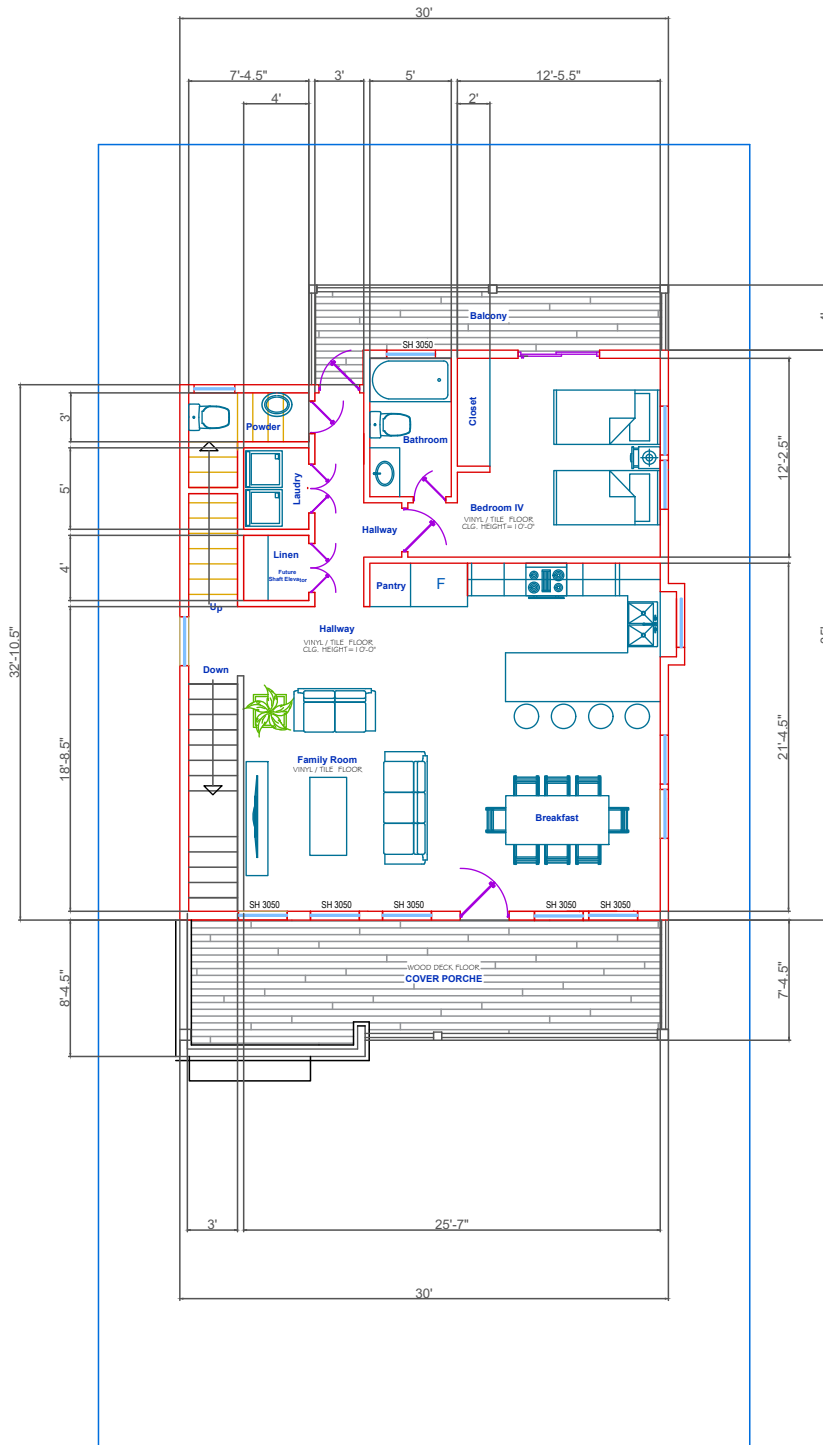 30'
7'-4.5"
3'
5'
12'-5.5"
4'
2'
Balcony
SH 3050
3'
Powder
Closet
Bathroom
12'-2.5"
5'
Laudry
Bedroom IV
VINYL / TILE FLOOR
CLG. HEIGHT=10'-0"
Hallway
4'
Linen
Future
Shaft Elevator
Pantry
F
Up
Hallway
VINYL / TILE FLOOR
CLG. HEIGHT=10'-0"
32'-10.5"
Down
18'-8.5"
21'-4.5"
Family Room
VINYL / TILE FLOOR
Breakfast
SH 3050
SH 3050
SH 3050
SH 3050
SH 3050
WOOD DECK FLOOR
COVER PORCHE
8'-4.5"
7'-4.5"
3'
25'-7"
30'